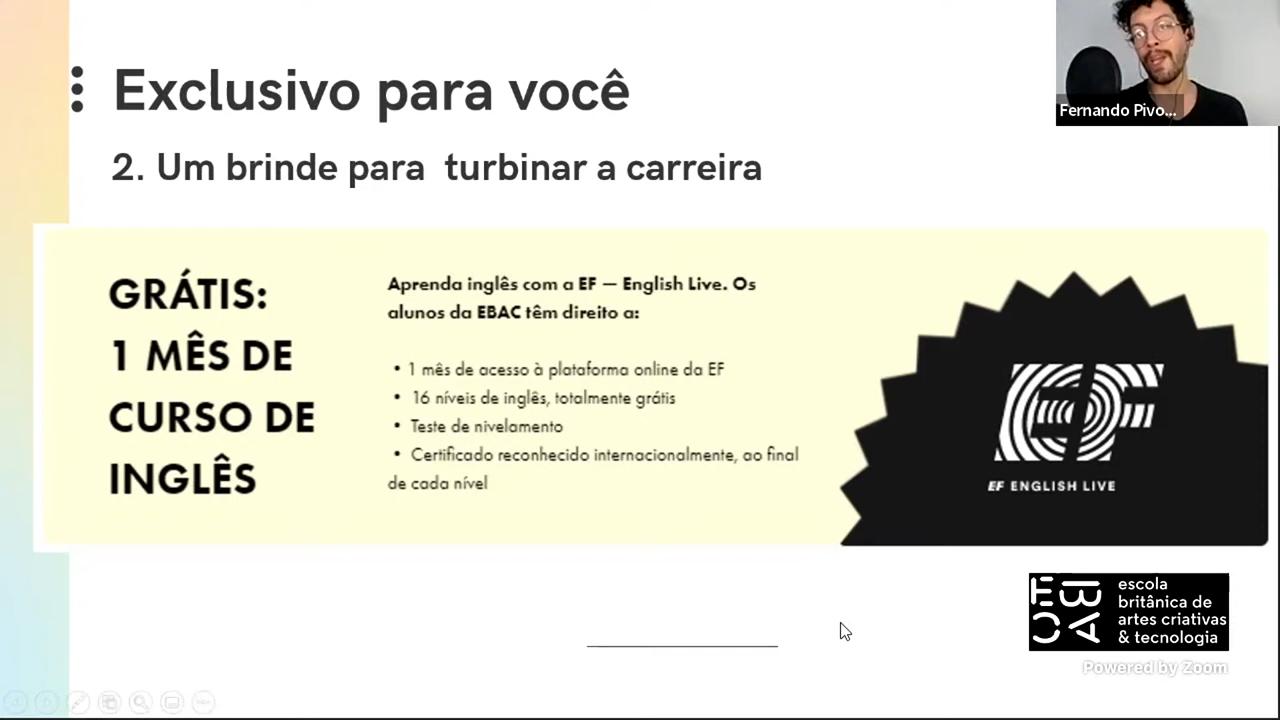 Exclusivo para você
Fernando Pivo...
2. Um brinde para turbinar a carreira
GRÁTIS:
1 MÊS DE
CURSO DE
INGLÊS
Aprenda inglês com a EF — English Live. Os
alunos da EBAC têm direito a:
• 1 mês de acesso à plataforma online da EF
• 16 níveis de inglês, totalmente grátis
• Teste de nivelamento
• Certificado reconhecido internacionalmente, ao final
de cada nível
EF
EF ENGLISH LIVE
EBAC
escola
britânica de
artes criativas
& tecnologia
Powered by Zoom